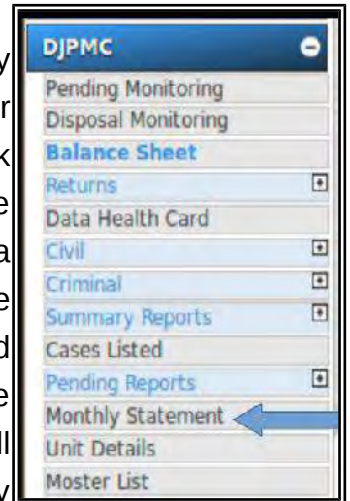 DJPMC
y
Pending Monitoring
r
Disposal Monitoring
k
Balance Sheet
e
Returns
a
Data Health Card
Civil
e
Criminal
d
Summary Reports
Cases Listed
e
Pending Reports
ll
Monthly Statement
Unit Details
y
Moster List